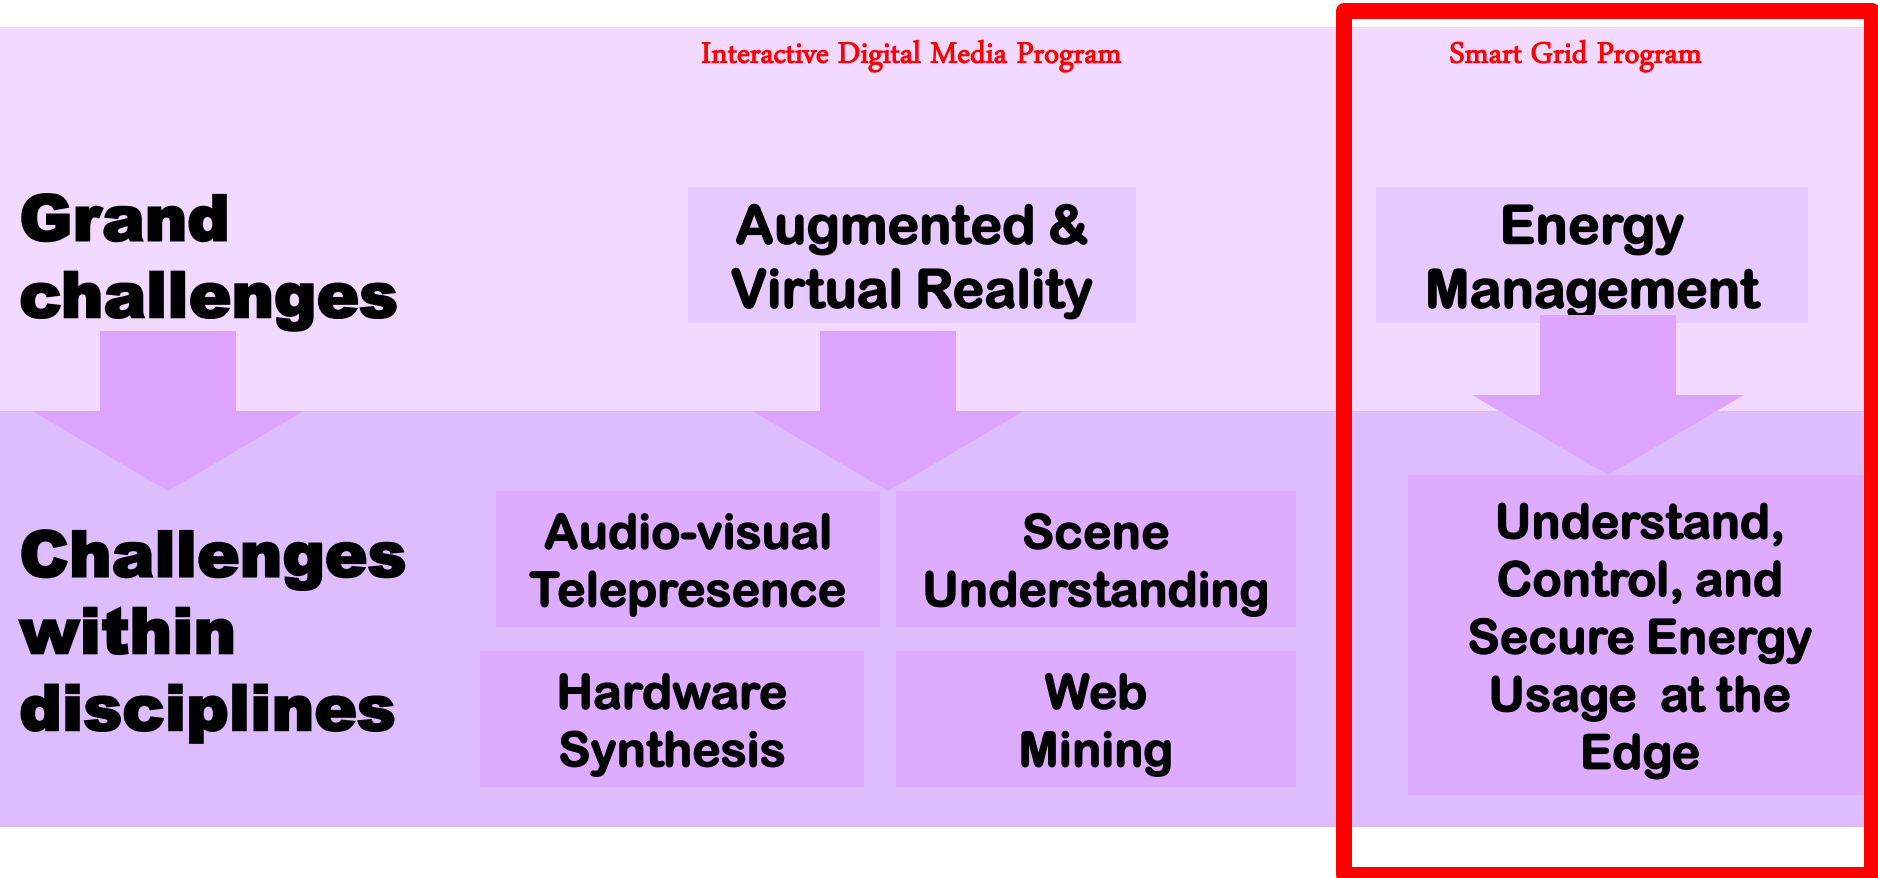 Interactive Digital Media Program
Smart Grid Program
Grand
challenges
Augmented &
Virtual Reality
Energy
Management
Challenges
within
disciplines
Audio-visual
Telepresence
Scene
Understanding
Hardware
Synthesis
Web
Mining
Understand,
Control, and
Secure Energy
Usage at the
Edge